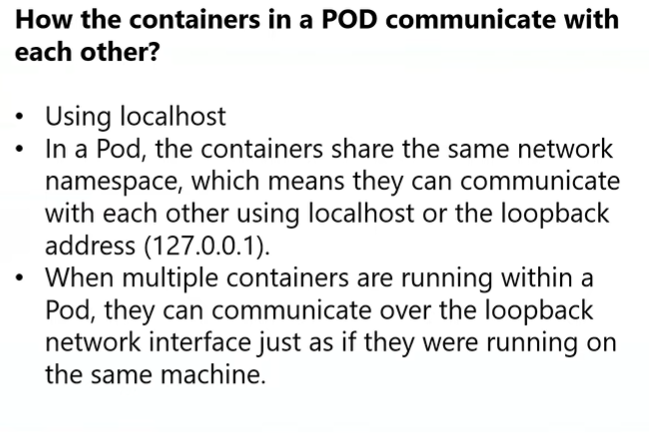 How the containers in a POD communicate with
each other?
• Using localhost
• In a Pod, the containers share the same network
namespace, which means they can communicate
with each other using localhost or the loopback
address (127.0.0.1).
• When multiple containers are running within a
Pod, they can communicate over the loopback
network interface just as if they were running on
the same machine.